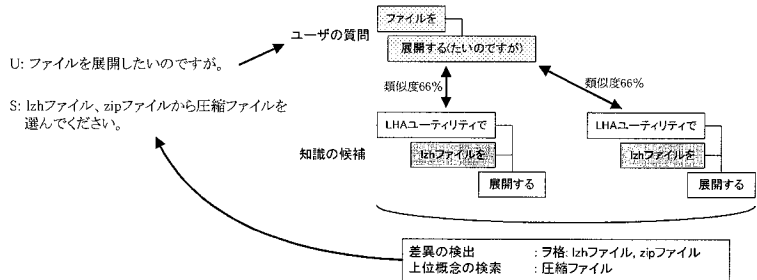 U: ファイルを展開したいのですが。
S: lzhファイル、zipファイルから圧縮ファイルを
選んでください。
ユーザの質問
ファイルを
展開する(たいのですが)
類似度66%
類似度66%
知識の候補
LHAユーティリティで
lzhファイルを
展開する
LHAユーティリティで
lzhファイルを
展開する
差異の検出 : ヲ格: lzhファイル, zipファイル
上位概念の検索 : 圧縮ファイル